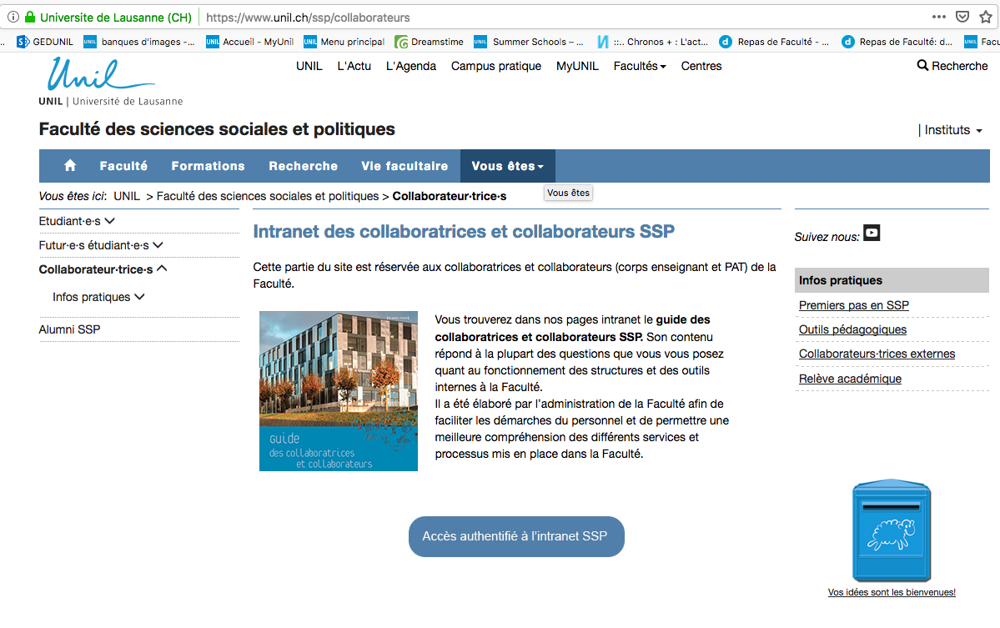 Universite de Lausanne (CH) https://www.unil.ch/ssp/collaborateurs
GEDUNIL UNIL banques d'images -... UNIL Accueil - MyUnil UNIL Menu principal Dreamstime UNIL Summer Schools – ... ::.. Chronos + : L'act... Repas de Faculté - ... Repas de Faculté: d... UNIL Facu
Unil
UNIL | Université de Lausanne
UNIL L'Actu L'Agenda Campus pratique MyUNIL Facultés Centres Recherche
Faculté des sciences sociales et politiques
| Instituts
Faculté Formations Recherche Vie facultaire Vous êtes
Vous êtes
Vous êtes ici: UNIL > Faculté des sciences sociales et politiques > Collaborateur·trice·s
Etudiant·e·s
Futur·e·s étudiant·e·s
Collaborateur·trice·s
Infos pratiques
Alumni SSP
Intranet des collaboratrices et collaborateurs SSP
Cette partie du site est réservée aux collaboratrices et collaborateurs (corps enseignant et PAT) de la
Faculté.
guide
des collaboratrices
et collaborateurs
Vous trouverez dans nos pages intranet le guide des
collaboratrices et collaborateurs SSP. Son contenu
répond à la plupart des questions que vous vous posez
quant au fonctionnement des structures et des outils
internes à la Faculté.
Il a été élaboré par l'administration de la Faculté afin de
faciliter les démarches du personnel et de permettre une
meilleure compréhension des différents services et
processus mis en place dans la Faculté.
Accès authentifié à l'intranet SSP
Suivez nous:
Infos pratiques
Premiers pas en SSP
Outils pédagogiques
Collaborateurs·trices externes
Relève académique
Vos idées sont les bienvenues!